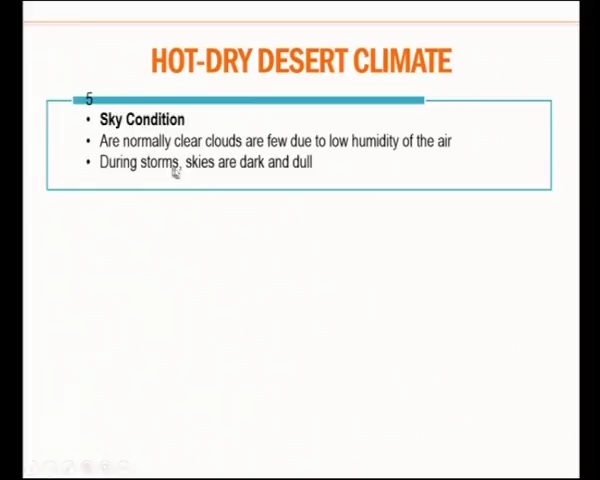 HOT-DRY DESERT CLIMATE
5
• Sky Condition
• Are normally clear clouds are few due to low humidity of the air
• During storms, skies are dark and dull